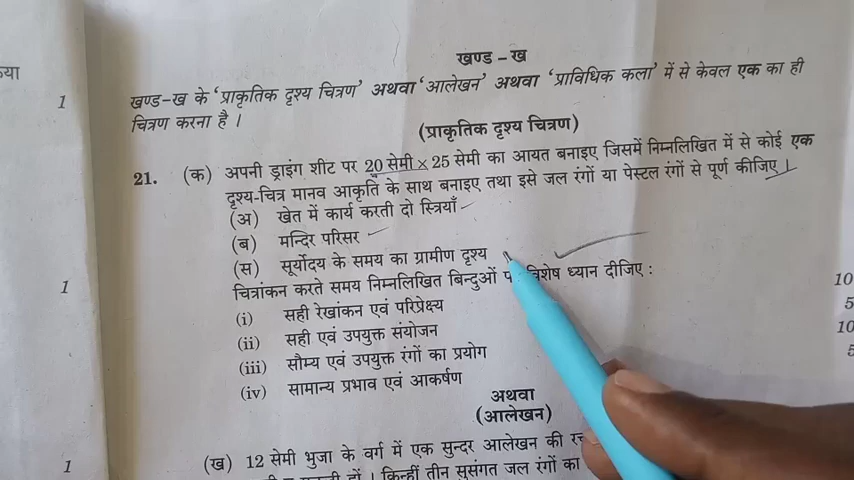 खण्ड – ख
1 खण्ड-ख के 'प्राकृतिक दृश्य चित्रण' अथवा 'आलेखन' अथवा 'प्राविधिक कला' में से केवल एक का ही
चित्रण करना है ।
(प्राकृतिक दृश्य चित्रण)
21. (क) अपनी ड्राइंग शीट पर 20 सेमी × 25 सेमी का आयत बनाइए जिसमें निम्नलिखित में से कोई एक
दृश्य-चित्र मानव आकृति के साथ बनाइए तथा इसे जल रंगों या पेस्टल रंगों से पूर्ण कीजिए ।
(अ) खेत में कार्य करती दो स्त्रियाँ
(ब) मन्दिर परिसर
(स) सूर्योदय के समय का ग्रामीण दृश्य
1 चित्रांकन करते समय निम्नलिखित बिन्दुओं विशेष ध्यान दीजिए :
(i) सही रेखांकन एवं परिप्रेक्ष्य 10
(ii) सही एवं उपयुक्त संयोजन 5
(iii) सौम्य एवं उपयुक्त रंगों का प्रयोग 10
(iv) सामान्य प्रभाव एवं आकर्षण 5
अथवा
(आलेखन)
1 (ख) 12 सेमी भुजा के वर्ग में एक सुन्दर आलेखन की
हों । किन्हीं तीन सुसंगत जल रंगों का